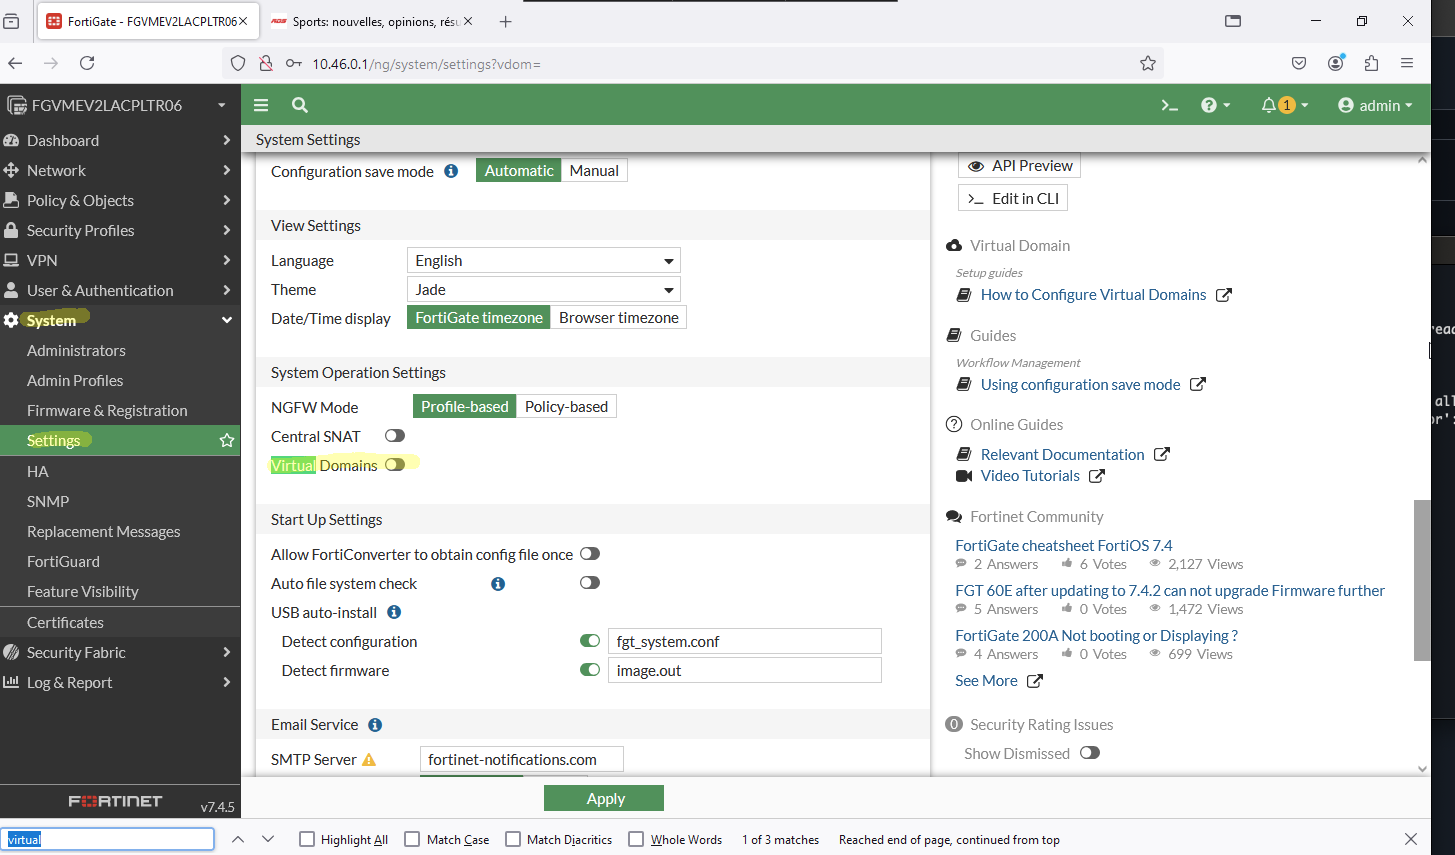 FortiGate - FGVMEV2LACPLTR06
RDS Sports: nouvelles, opinions, résu
10.46.0.1/ng/system/settings?vdom=
FGVMEV2LACPLTR06
1
admin
System Settings
Dashboard
Network
Policy & Objects
Security Profiles
VPN
User & Authentication
System
Administrators
Admin Profiles
Firmware & Registration
Settings
HA
SNMP
Replacement Messages
FortiGuard
Feature Visibility
Certificates
Security Fabric
Log & Report
FORTINET v7.4.5
Configuration save mode Automatic Manual
View Settings
Language English
Theme Jade
Date/Time display FortiGate timezone Browser timezone
System Operation Settings
NGFW Mode Profile-based Policy-based
Central SNAT
Virtual Domains
Start Up Settings
Allow FortiConverter to obtain config file once
Auto file system check
USB auto-install
Detect configuration fgt_system.conf
Detect firmware image.out
Email Service
SMTP Server fortinet-notifications.com
Apply
API Preview
Edit in CLI
Virtual Domain
Setup guides
How to Configure Virtual Domains
Guides
Workflow Management
Using configuration save mode
Online Guides
Relevant Documentation
Video Tutorials
Fortinet Community
FortiGate cheatsheet FortiOS 7.4
2 Answers 6 Votes 2,127 Views
FGT 60E after updating to 7.4.2 can not upgrade Firmware further
5 Answers 0 Votes 1,472 Views
FortiGate 200A Not booting or Displaying ?
4 Answers 0 Votes 699 Views
See More
0 Security Rating Issues
Show Dismissed
virtual
Highlight All Match Case Match Diacritics Whole Words 1 of 3 matches Reached end of page, continued from top